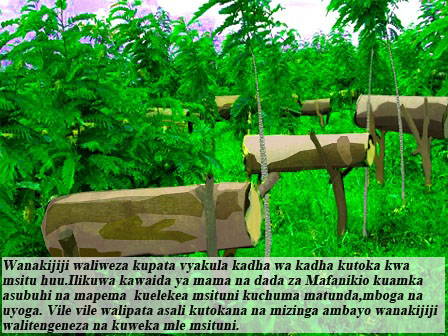 Wanakijiji waliweza kupata vyakula kadha wa kadha kutoka kwa
msitu huu.Ilikuwa kawaida ya mama na dada za Mafanikio kuamka
asubuhi na mapema kuelekea msituni kuchuma matunda,mboga na
uyoga. Vile vile walipata asali kutokana na mizinga ambayo wanakijiji
walitengeneza na kuweka mle msituni.